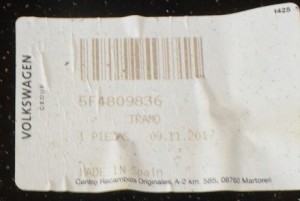 1425
VOLKSWAGEN
GROUP
5F4809836
TRAMO
1 PIEZAS 09.11.2017
MADE IN Spain
Centro Recambios Originales, A-2 km. 585, 08760 Martorell